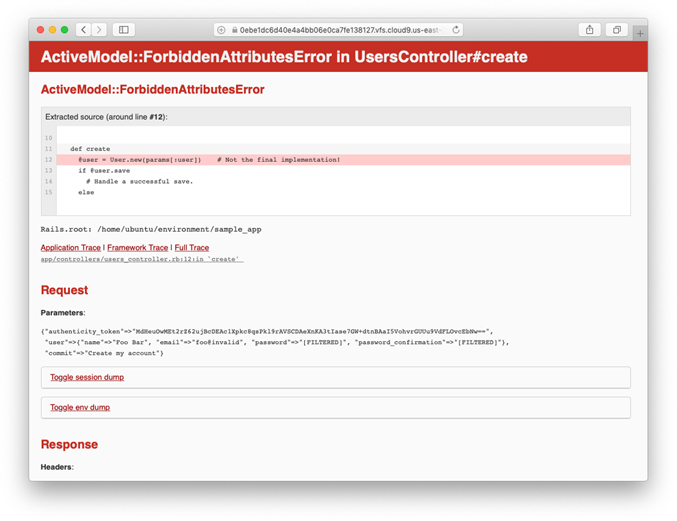 0ebe1dc6d40e4a4bb06e0ca7fe138127.vfs.cloud9.us-east-
ActiveModel::ForbiddenAttributesError in UsersController#create
ActiveModel::ForbiddenAttributesError
Extracted source (around line #12):
10
11 def create
12 @user = User.new(params[:user]) # Not the final implementation!
13 if @user.save
14 # Handle a successful save.
15 else
Rails.root: /home/ubuntu/environment/sample_app
Application Trace | Framework Trace | Full Trace
app/controllers/users_controller.rb:12:in `create'
Request
Parameters:
{"authenticity_token"=>
"user"=>{"name"=>"Foo Bar", "email"=>"foo@invalid", "password"=>"[FILTERED]", "password_confirmation"=>"[FILTERED]"},
"commit"=>"Create my account"}
Toggle session dump
Toggle env dump
Response
Headers: